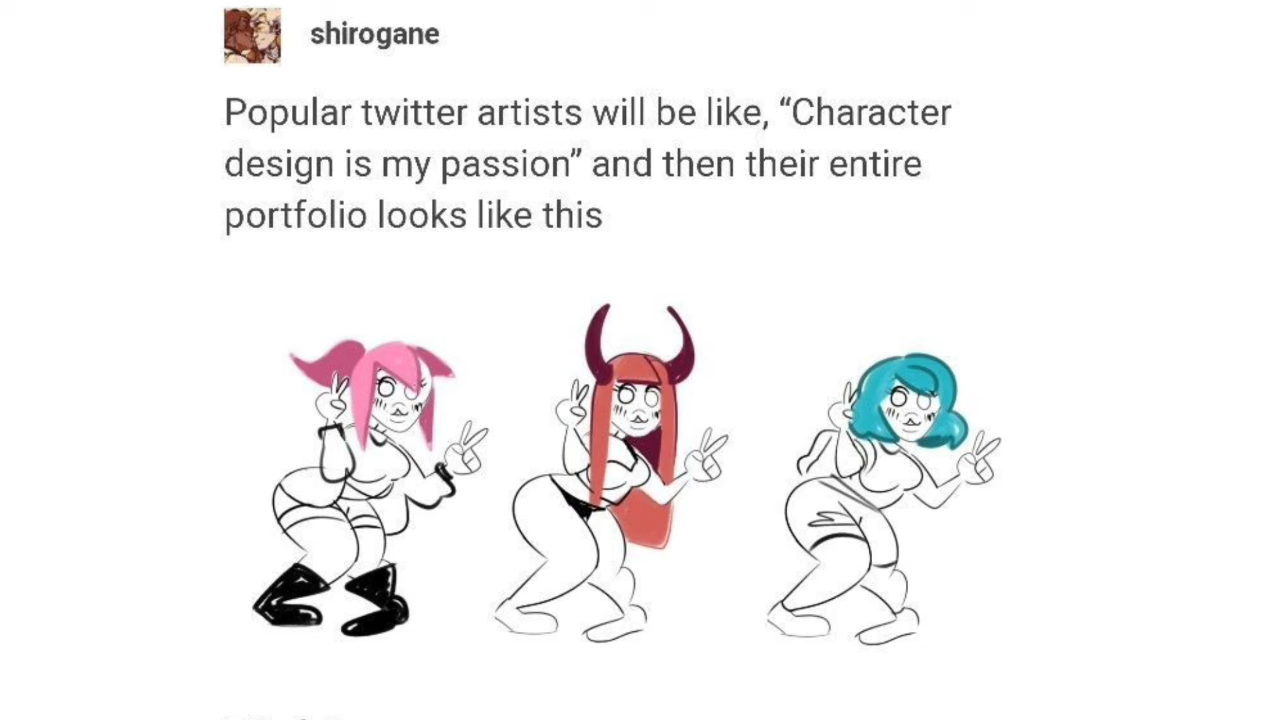 shirogane
Popular twitter artists will be like, “Character
design is my passion” and then their entire
portfolio looks like this